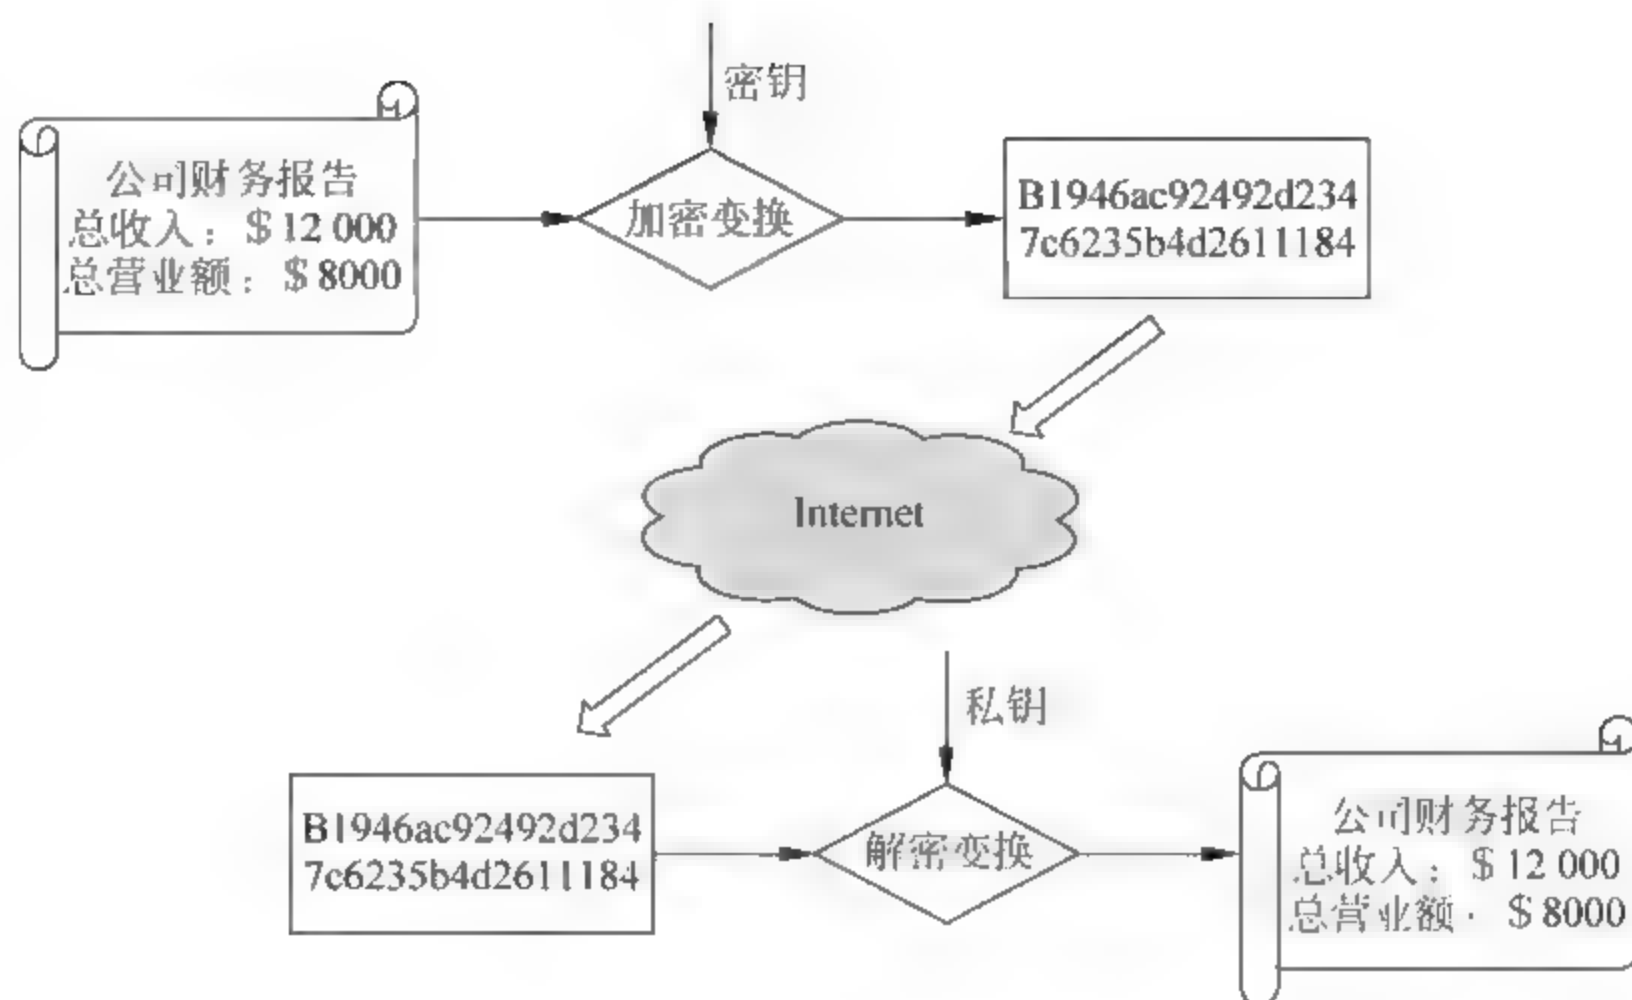 密钥
公司财务报告
总收入：$12 000
总营业额：$8000
加密变换
B1946ac92492d234
7c6235b4d2611184
Internet
私钥
B1946ac92492d234
7c6235b4d2611184
解密变换
公司财务报告
总收入：$12 000
总营业额：$8000